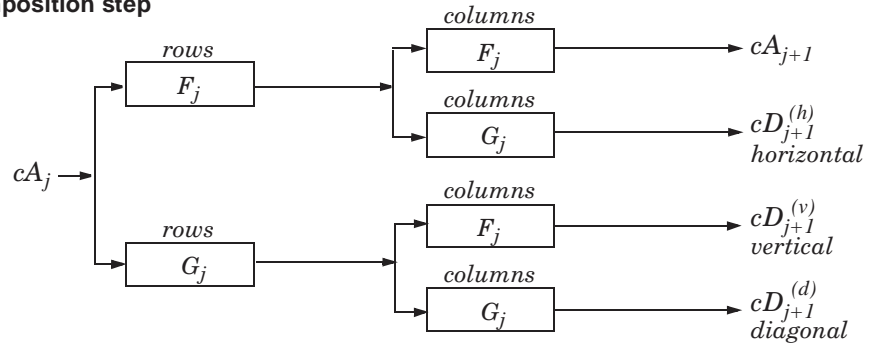 position step
columns
rows
F_j
cA_{j+1}
F_j
columns
G_j
cD_{j+1}^{(h)}
horizontal
cA_j
columns
rows
F_j
cD_{j+1}^{(v)}
vertical
G_j
columns
G_j
cD_{j+1}^{(d)}
diagonal